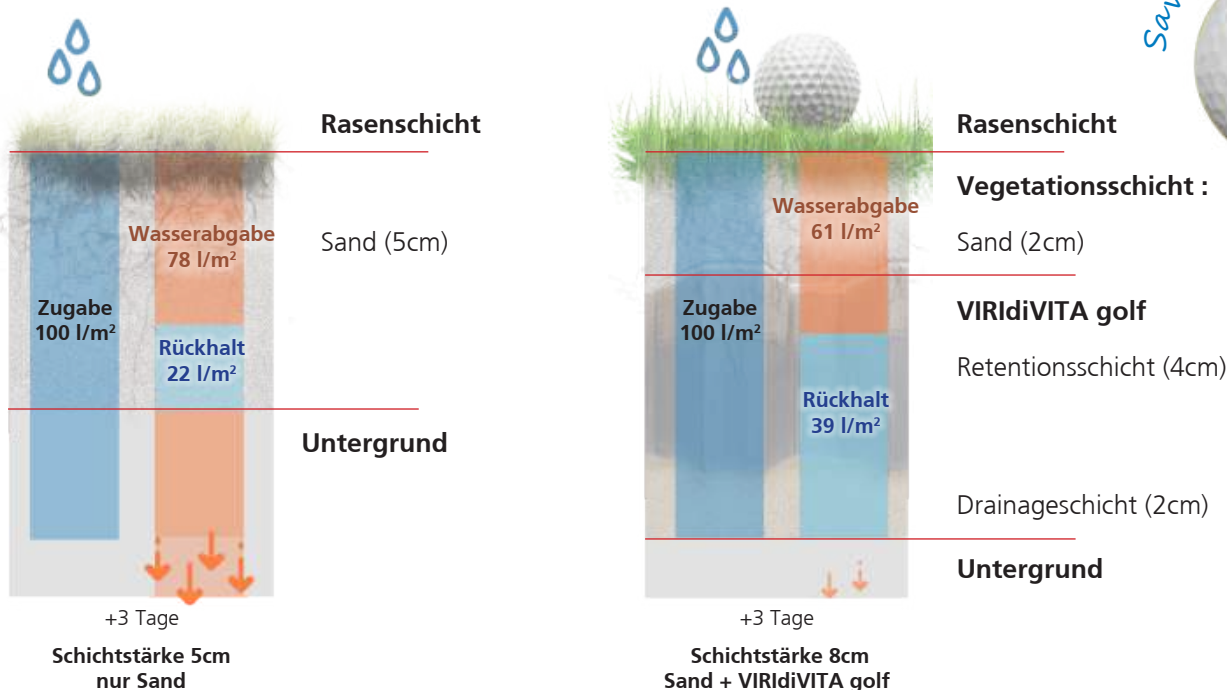 Rasenschicht
Sand (5cm)
Wasserabgabe
78 l/m²
Zugabe
100 l/m²
Rückhalt
22 l/m²
Untergrund
+3 Tage
Schichtstärke 5cm
nur Sand
Rasenschicht
Vegetationsschicht :
Sand (2cm)
Wasserabgabe
61 l/m²
Zugabe
100 l/m²
VIRIdiVITA golf
Retentionsschicht (4cm)
Rückhalt
39 l/m²
Drainageschicht (2cm)
Untergrund
+3 Tage
Schichtstärke 8cm
Sand + VIRIdiVITA golf